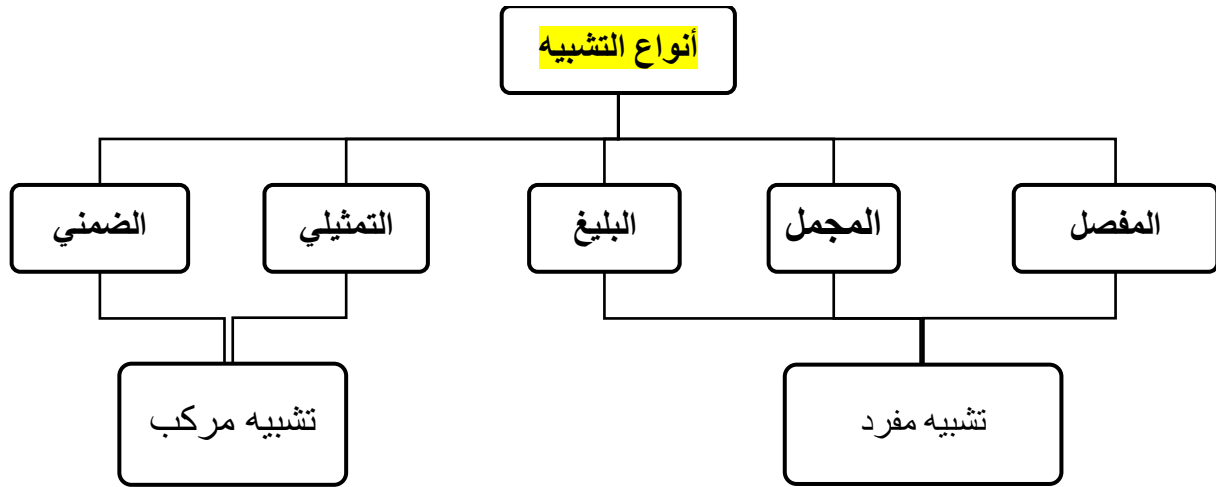 أنواع التشبيه
المفصل
المجمل
البليغ
التمثيلي
الضمني
تشبيه مفرد
تشبيه مركب